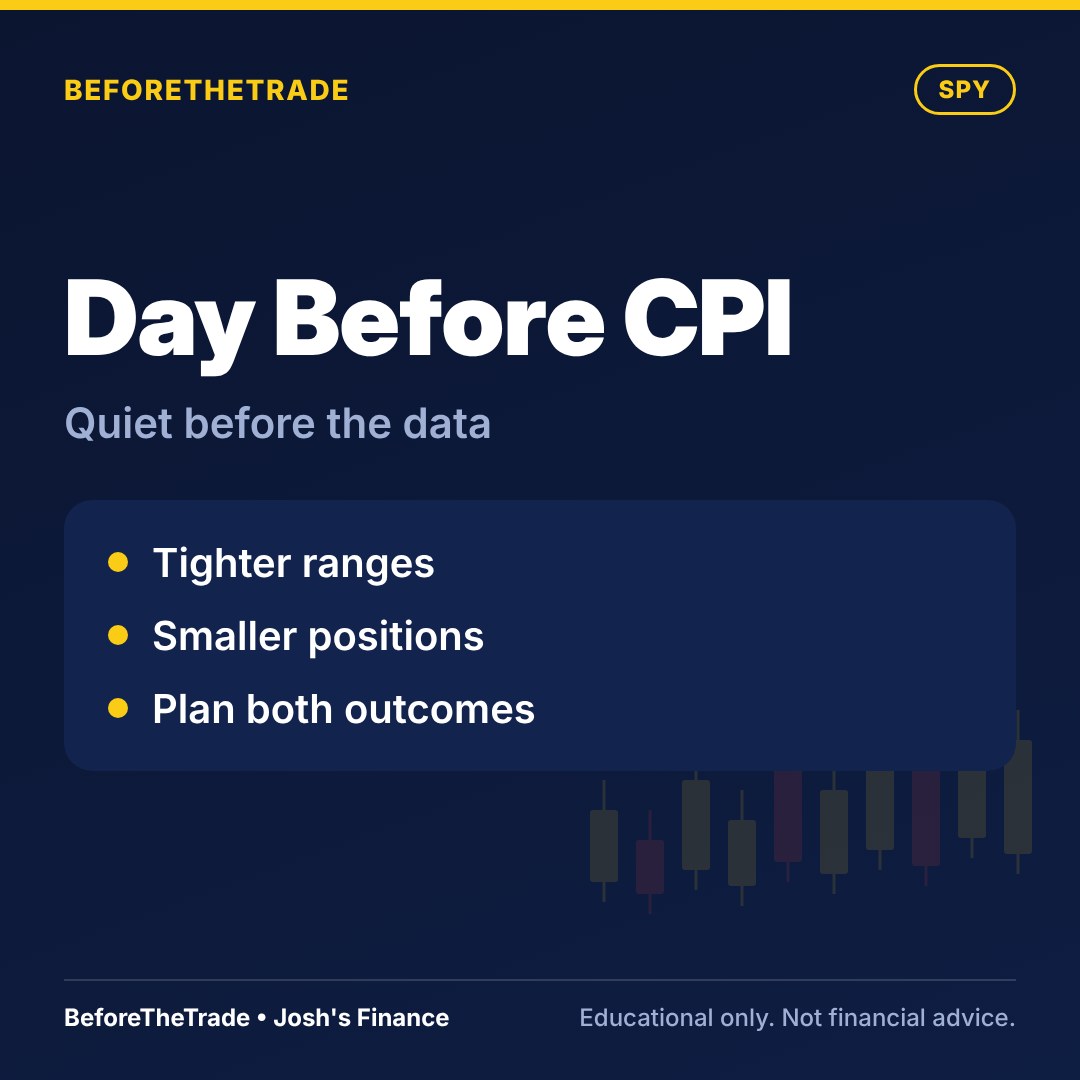 BEFORETHETRADE
SPY
Day Before CPI
Quiet before the data
Tighter ranges
Smaller positions
Plan both outcomes
BeforeTheTrade • Josh's Finance
Educational only. Not financial advice.